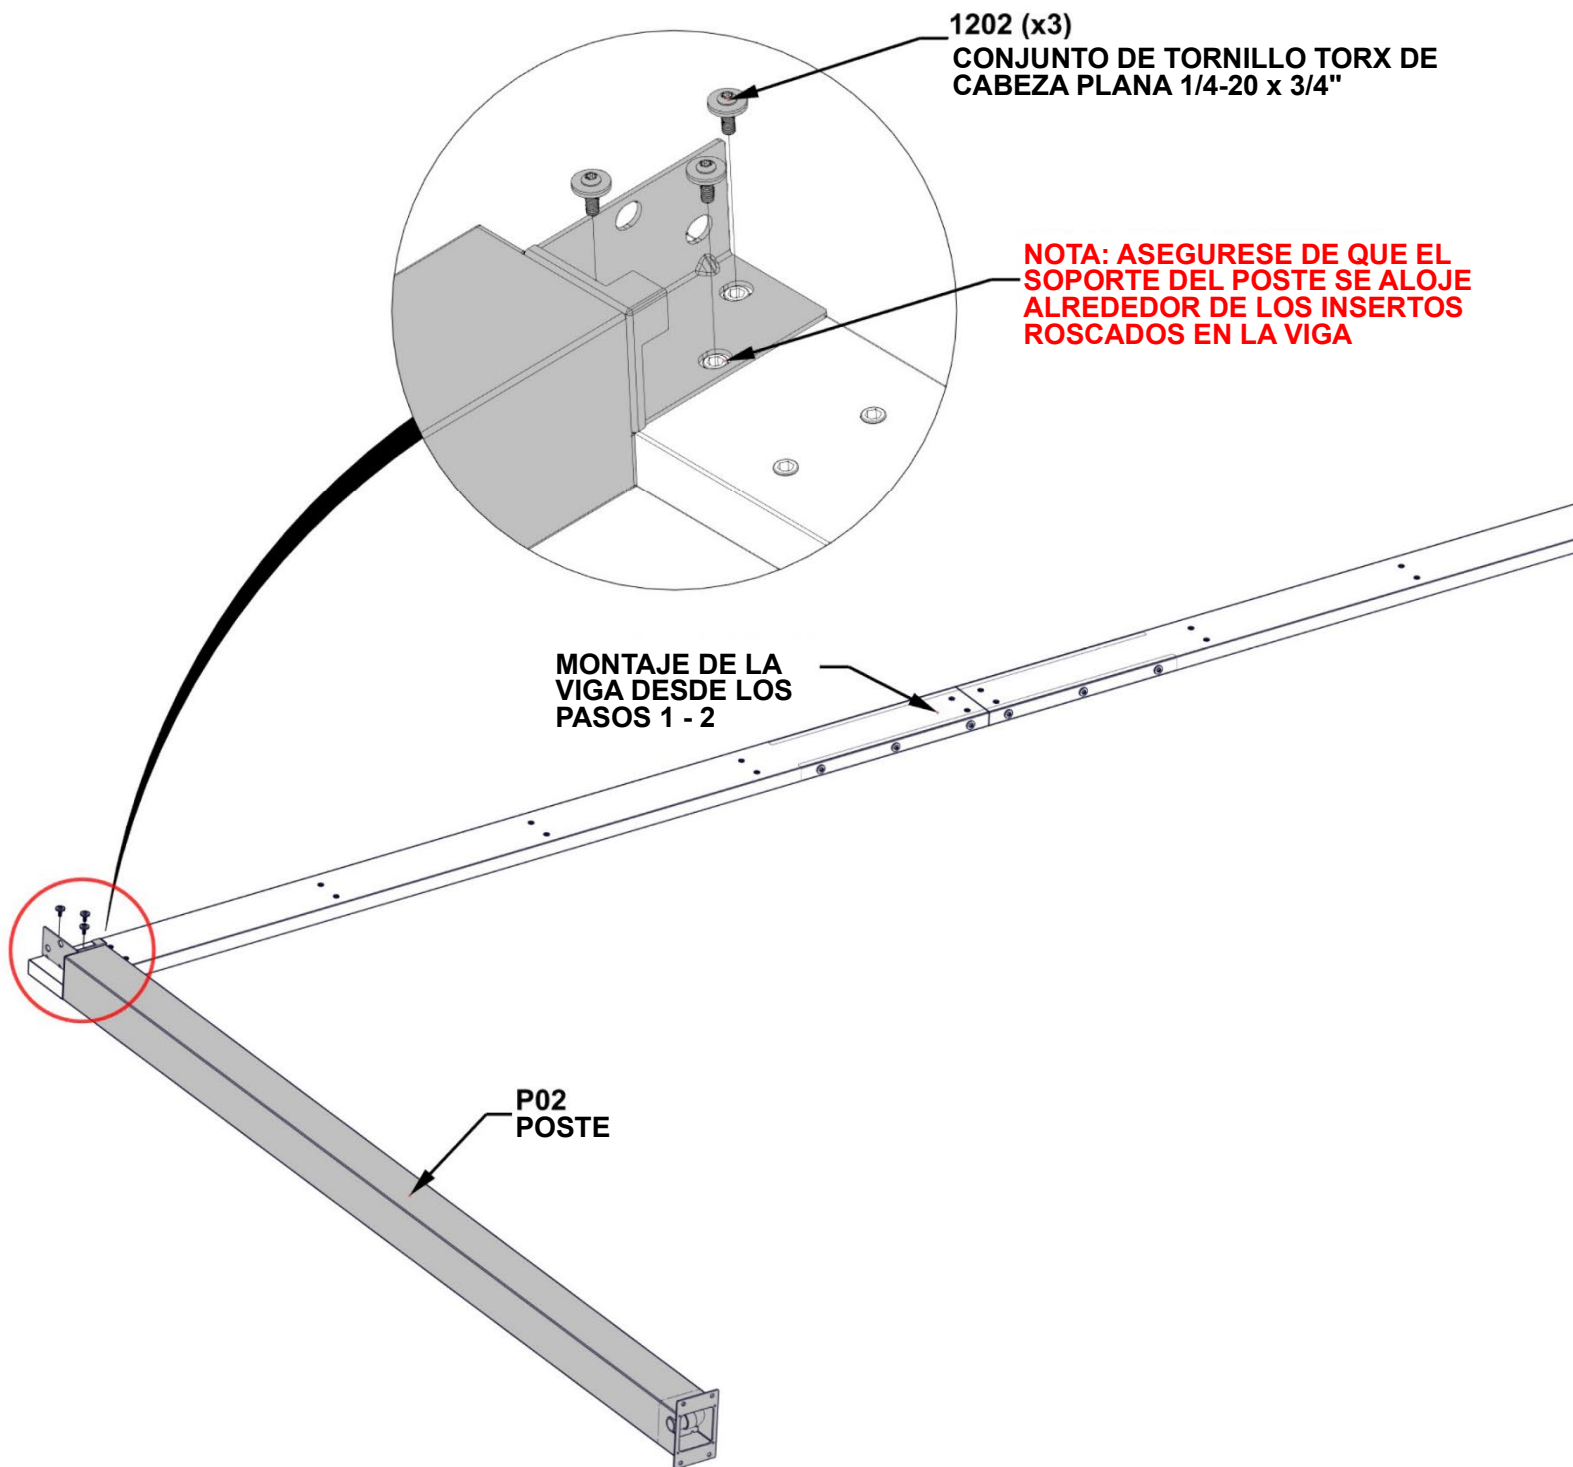 1202 (x3)
CONJUNTO DE TORNILLO TORX DE
CABEZA PLANA 1/4-20 x 3/4"
NOTA: ASEGURESE DE QUE EL
SOPORTE DEL POSTE SE ALOJE
ALREDEDOR DE LOS INSERTOS
ROSCADOS EN LA VIGA
MONTAJE DE LA
VIGA DESDE LOS
PASOS 1 - 2
P02
POSTE